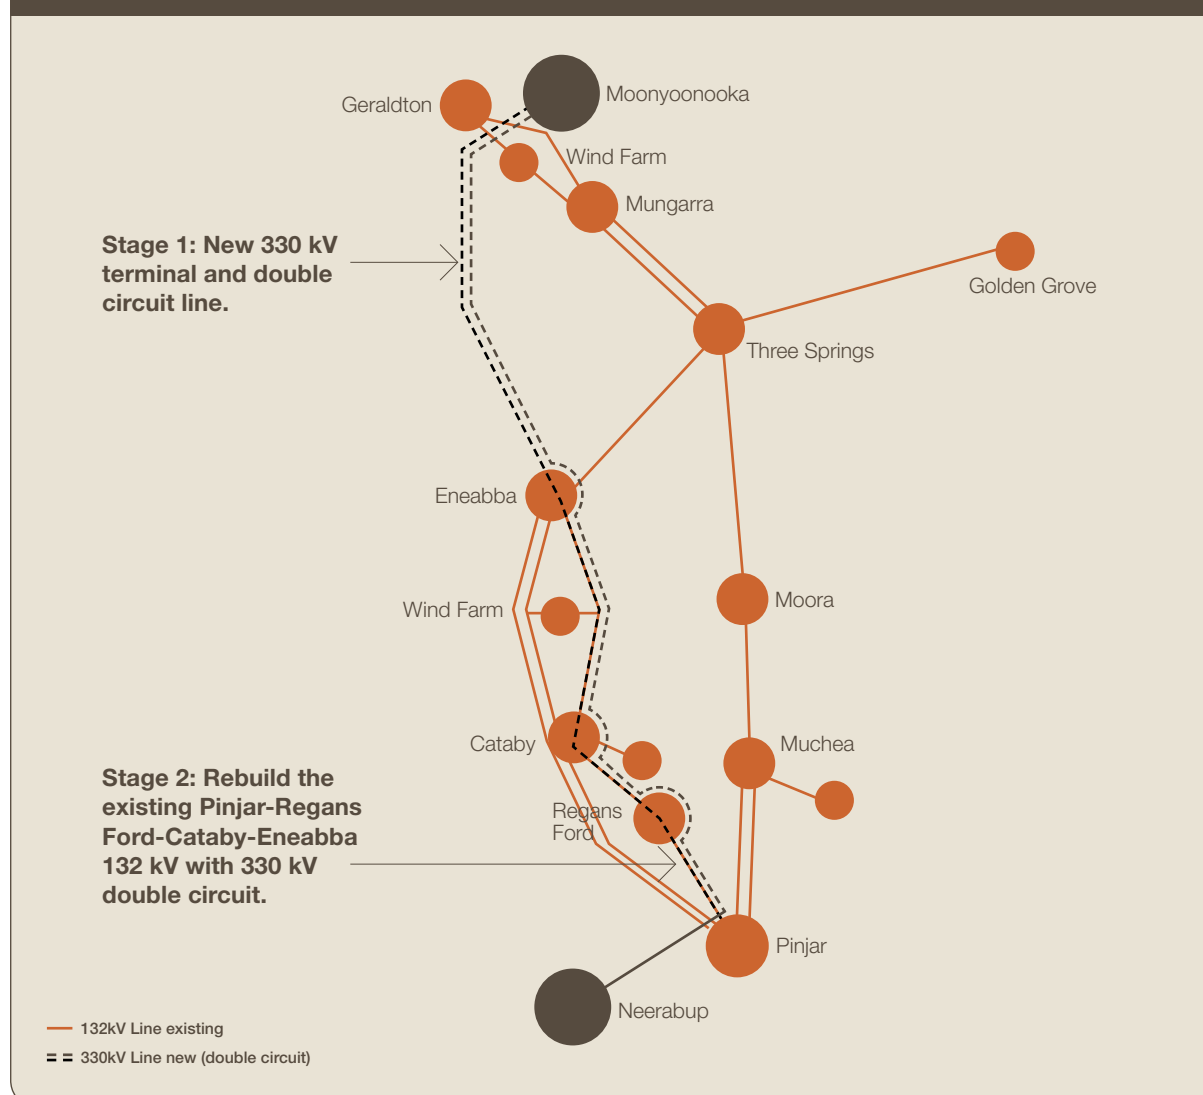 Moonyoonooka
Geraldton
Wind Farm
Mungarra
Stage 1: New 330 kV
terminal and double
circuit line.
Golden Grove
Three Springs
Eneabba
Wind Farm
Moora
Cataby
Muchea
Stage 2: Rebuild the
existing Pinjar-Regans
Ford-Cataby-Eneabba
132 kV with 330 kV
double circuit.
Regans
Ford
Pinjar
Neerabup
132kV Line existing
330kV Line new (double circuit)